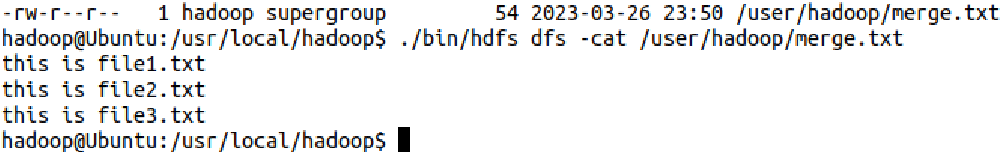 -rw-r--r--   1 hadoop supergroup         54 2023-03-26 23:50 /user/hadoop/merge.txt
hadoop@Ubuntu:/usr/local/hadoop$ ./bin/hdfs dfs -cat /user/hadoop/merge.txt
this is file1.txt
this is file2.txt
this is file3.txt
hadoop@Ubuntu:/usr/local/hadoop$